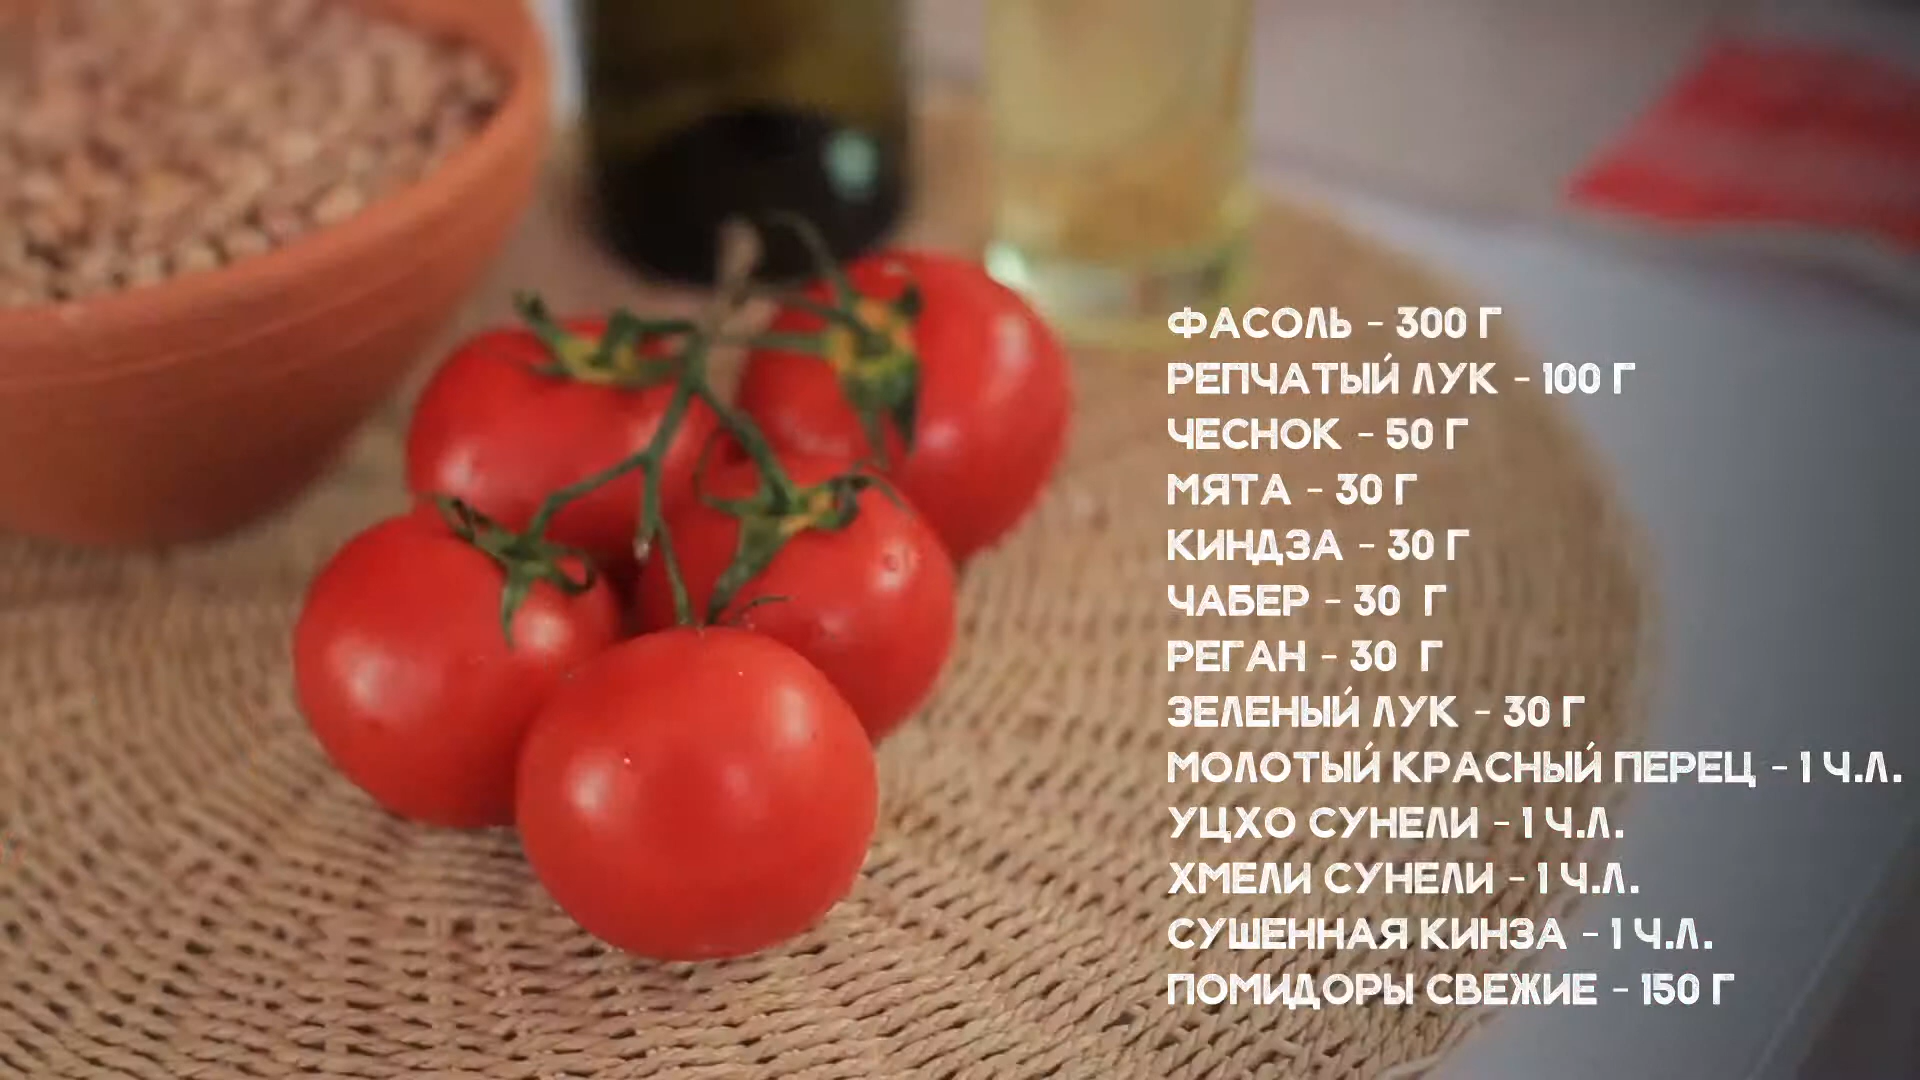 ФАСОЛЬ - 300 Г
РЕПЧАТЫЙ ЛУК - 100 Г
ЧЕСНОК - 50 Г
МЯТА - 30 Г
КИНДЗА - 30 Г
ЧАБЕР - 30 Г
РЕГАН - 30 Г
ЗЕЛЕНЫЙ ЛУК - 30 Г
МОЛОТЫЙ КРАСНЫЙ ПЕРЕЦ - 1 Ч.Л.
УЦХО СУНЕЛИ - 1 Ч.Л.
ХМЕЛИ СУНЕЛИ - 1 Ч.Л.
СУШЕННАЯ КИНЗА - 1 Ч.Л.
ПОМИДОРЫ СВЕЖИЕ - 150 Г